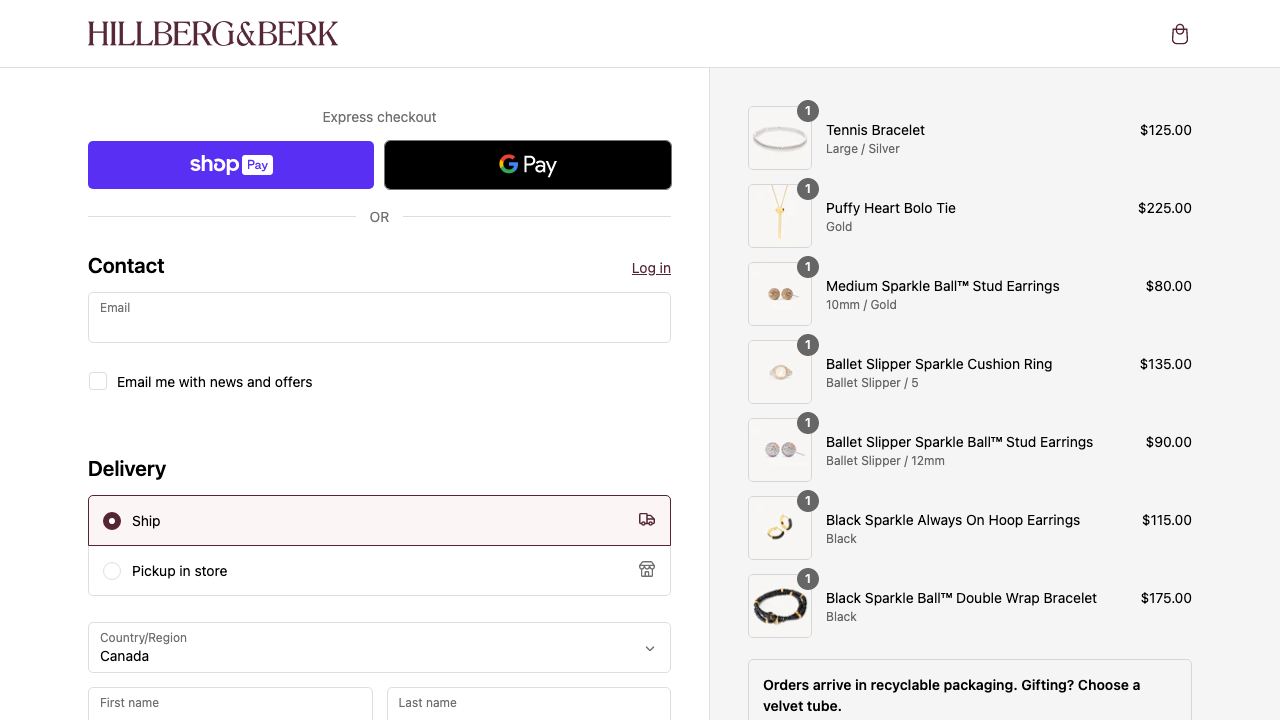 HILLBERG&BERK
Express checkout
shop Pay
G Pay
OR
Contact
Log in
Email
Email me with news and offers
Delivery
Ship
Pickup in store
Country/Region
Canada
First name
Last name
1
Tennis Bracelet
$125.00
Large / Silver
1
Puffy Heart Bolo Tie
$225.00
Gold
1
Medium Sparkle Ball™ Stud Earrings
$80.00
10mm / Gold
1
Ballet Slipper Sparkle Cushion Ring
$135.00
Ballet Slipper / 5
1
Ballet Slipper Sparkle Ball™ Stud Earrings
$90.00
Ballet Slipper / 12mm
1
Black Sparkle Always On Hoop Earrings
$115.00
Black
1
Black Sparkle Ball™ Double Wrap Bracelet
$175.00
Black
Orders arrive in recyclable packaging. Gifting? Choose a
velvet tube.